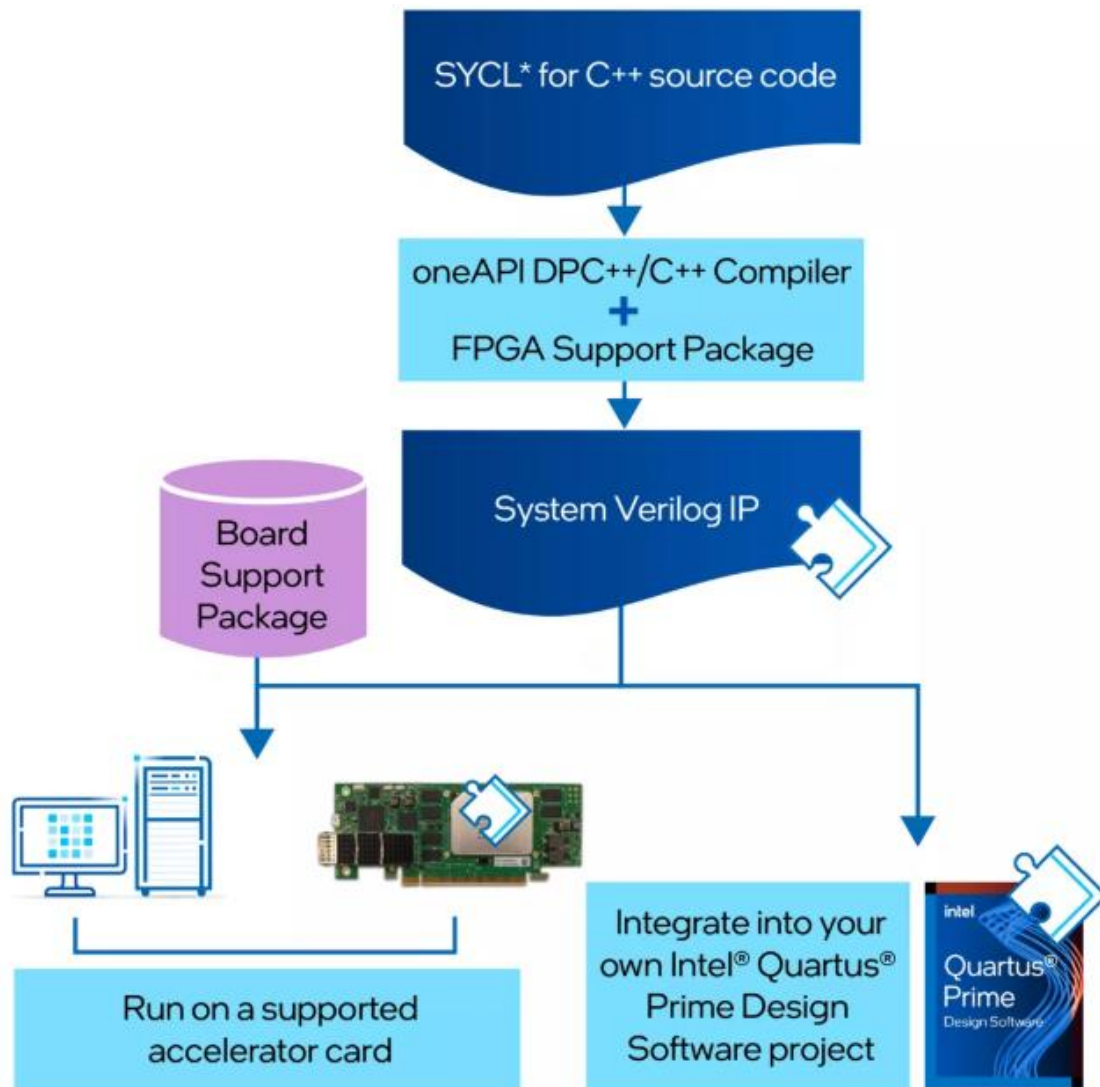 SYCL* for C++ source code
oneAPI DPC++/C++ Compiler
+
FPGA Support Package
System Verilog IP
Board
Support
Package
Run on a supported
accelerator card
Integrate into your
own Intel® Quartus®
Prime Design
Software project
intel
Quartus®
Prime
Design Software